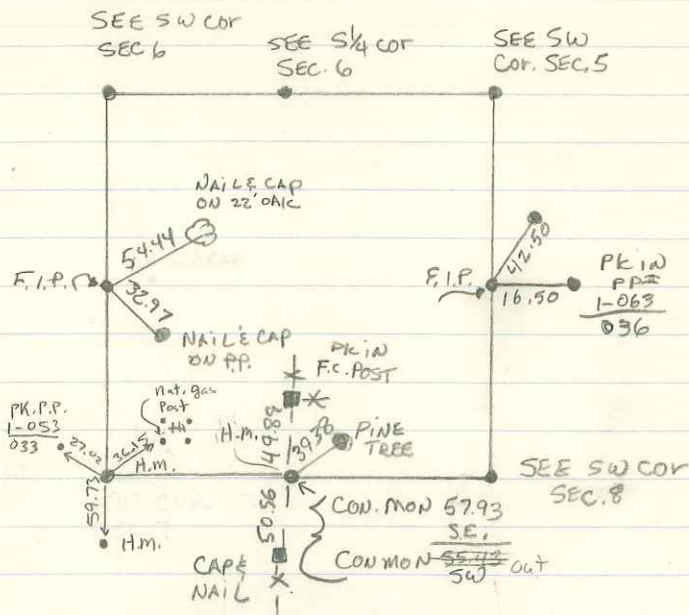 SEE SW COR
SEC 6
SEE S1/4 COR
SEC. 6
SEE SW
COR. SEC, 5
NAIL & CAP
ON 22" OAK
54.44
F.I.P.
32.97
NAIL & CAP
ON P.P.
F.I.P.
42.50
16.50
PK IN
PP#
1-063
036
PK IN
F.C. POST
49.89
H.M.
39.50
PINE
TREE
Nat. gas
Post
PK. P.P.
1-053
033
27.02
36.15
H.M.
59.73
H.M.
SEE SW COR
SEC. 8
50.56
CAP &
NAIL
CON. MON 57.93
S.E.
CON MON 55.43 OUT
SW